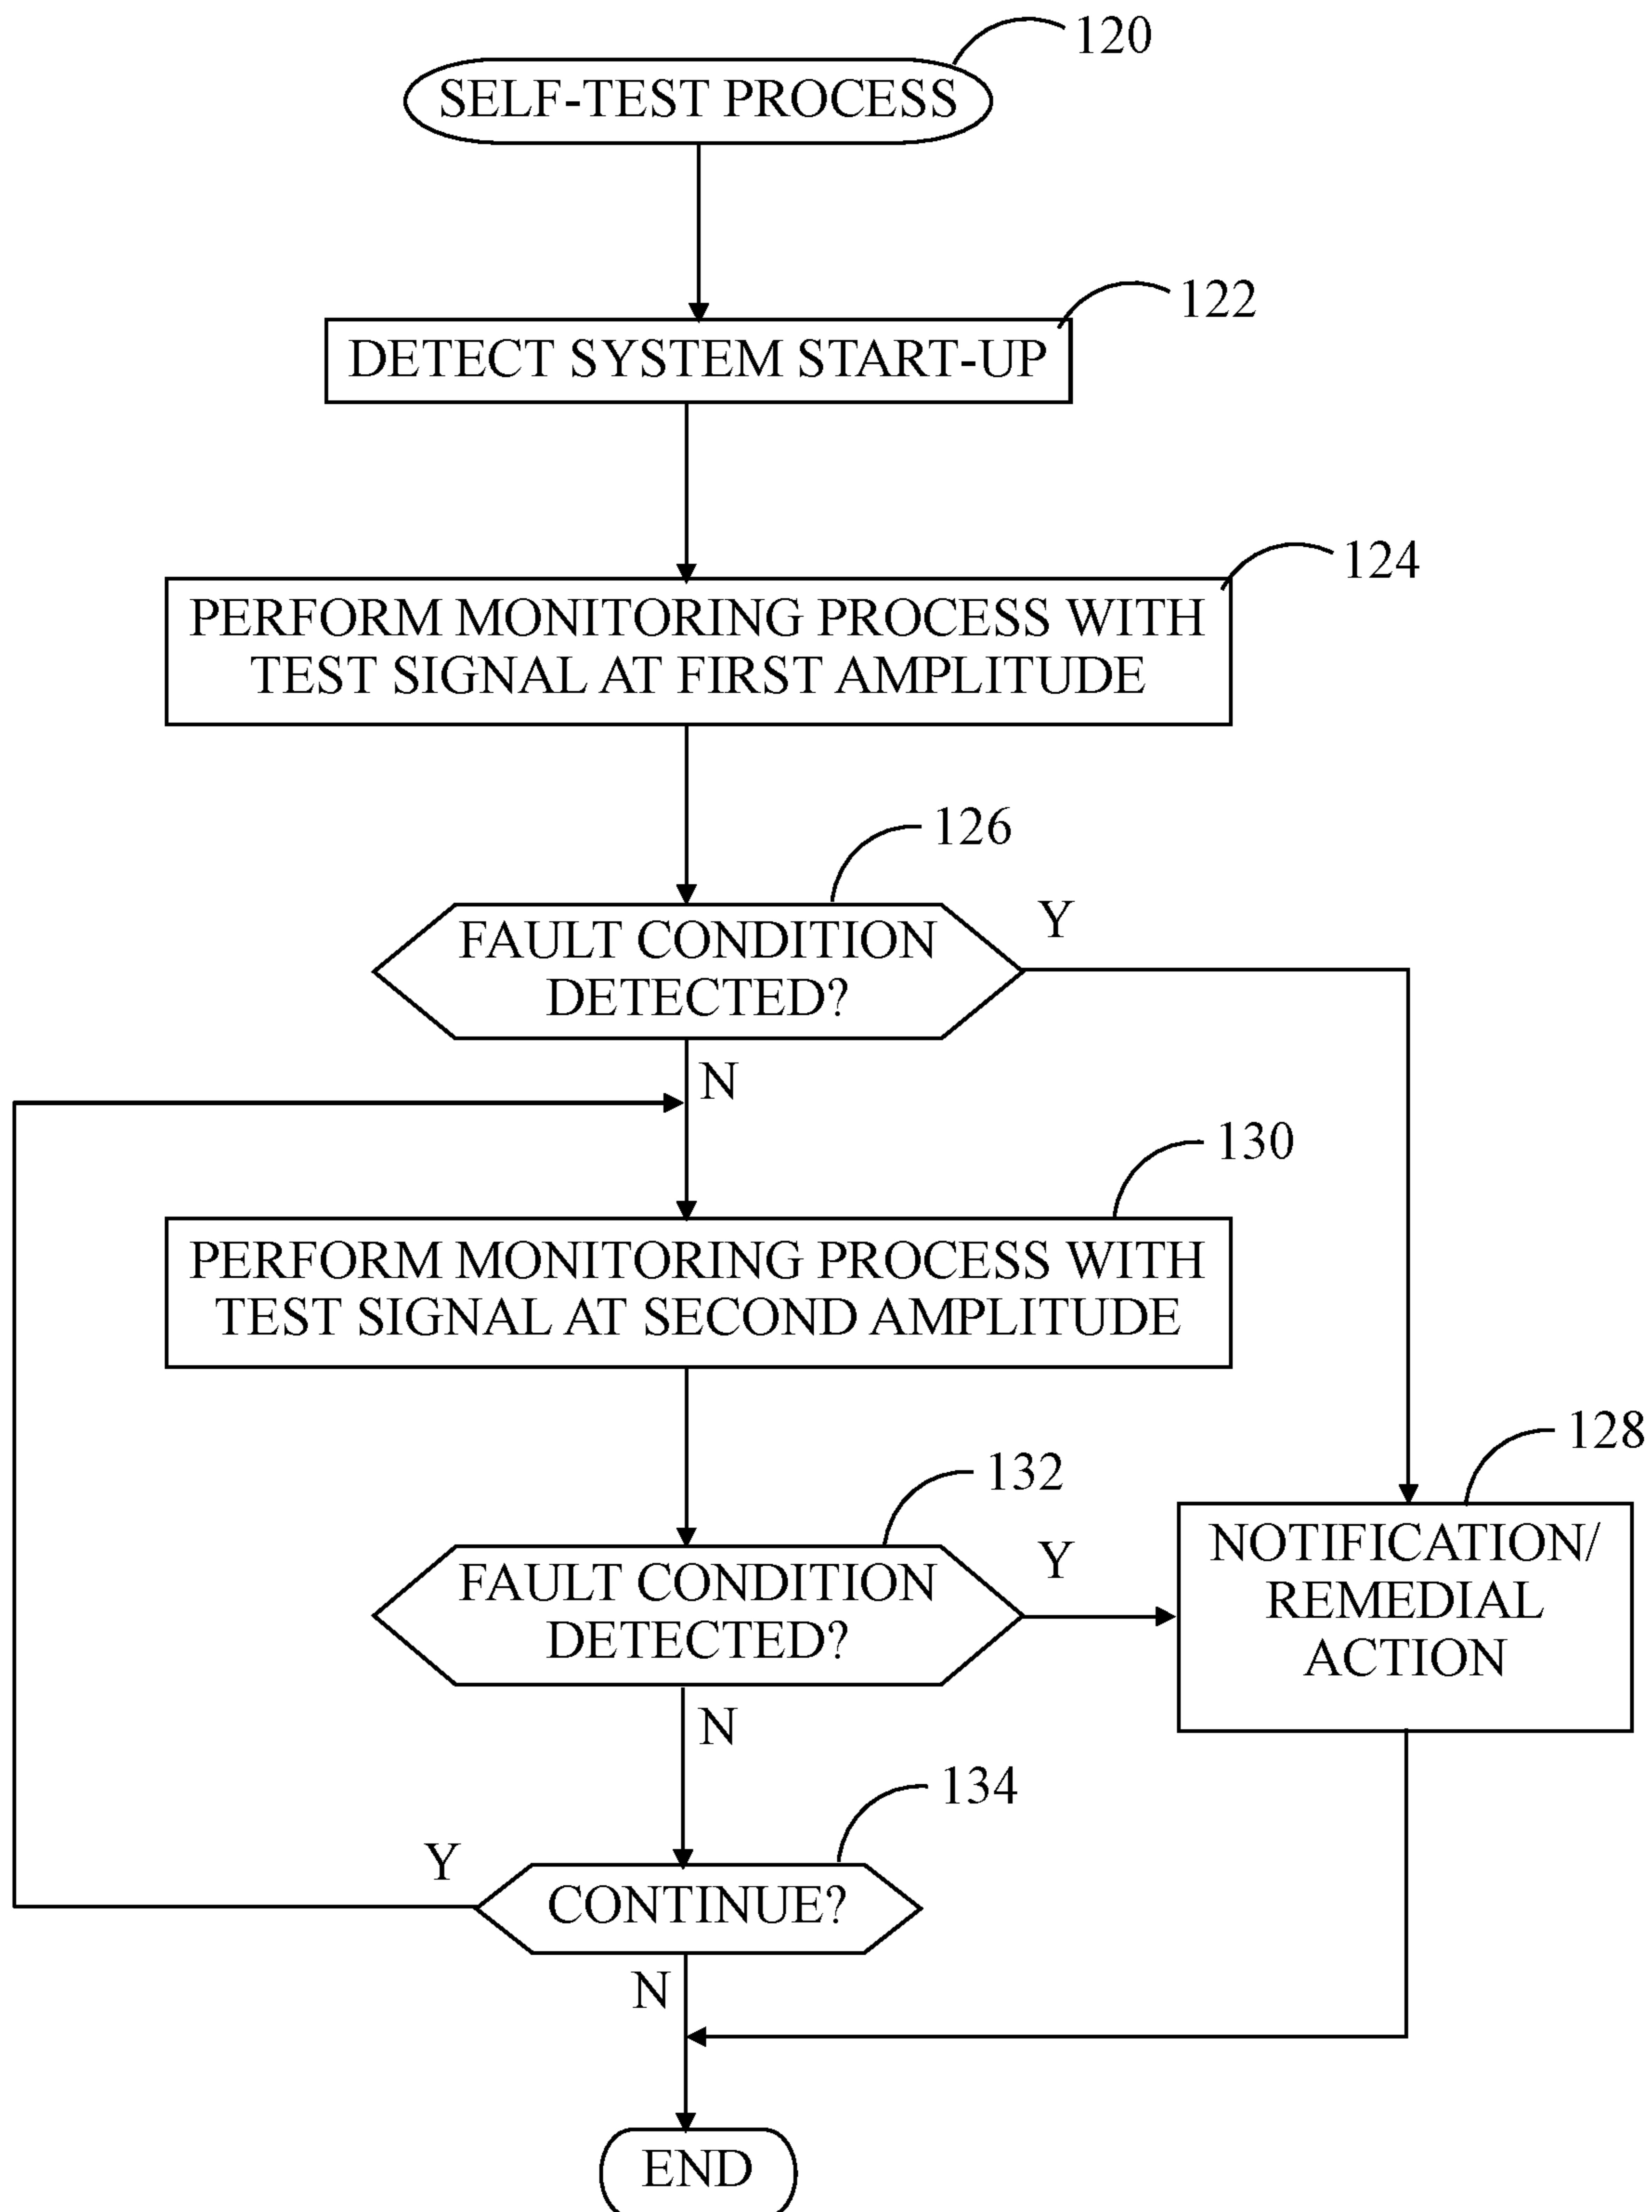 120
SELF-TEST PROCESS
122
DETECT SYSTEM START-UP
124
PERFORM MONITORING PROCESS WITH
TEST SIGNAL AT FIRST AMPLITUDE
126
FAULT CONDITION
DETECTED?
Y
N
130
PERFORM MONITORING PROCESS WITH
TEST SIGNAL AT SECOND AMPLITUDE
128
NOTIFICATION/
REMEDIAL
ACTION
132
FAULT CONDITION
DETECTED?
Y
N
134
Y
CONTINUE?
N
END